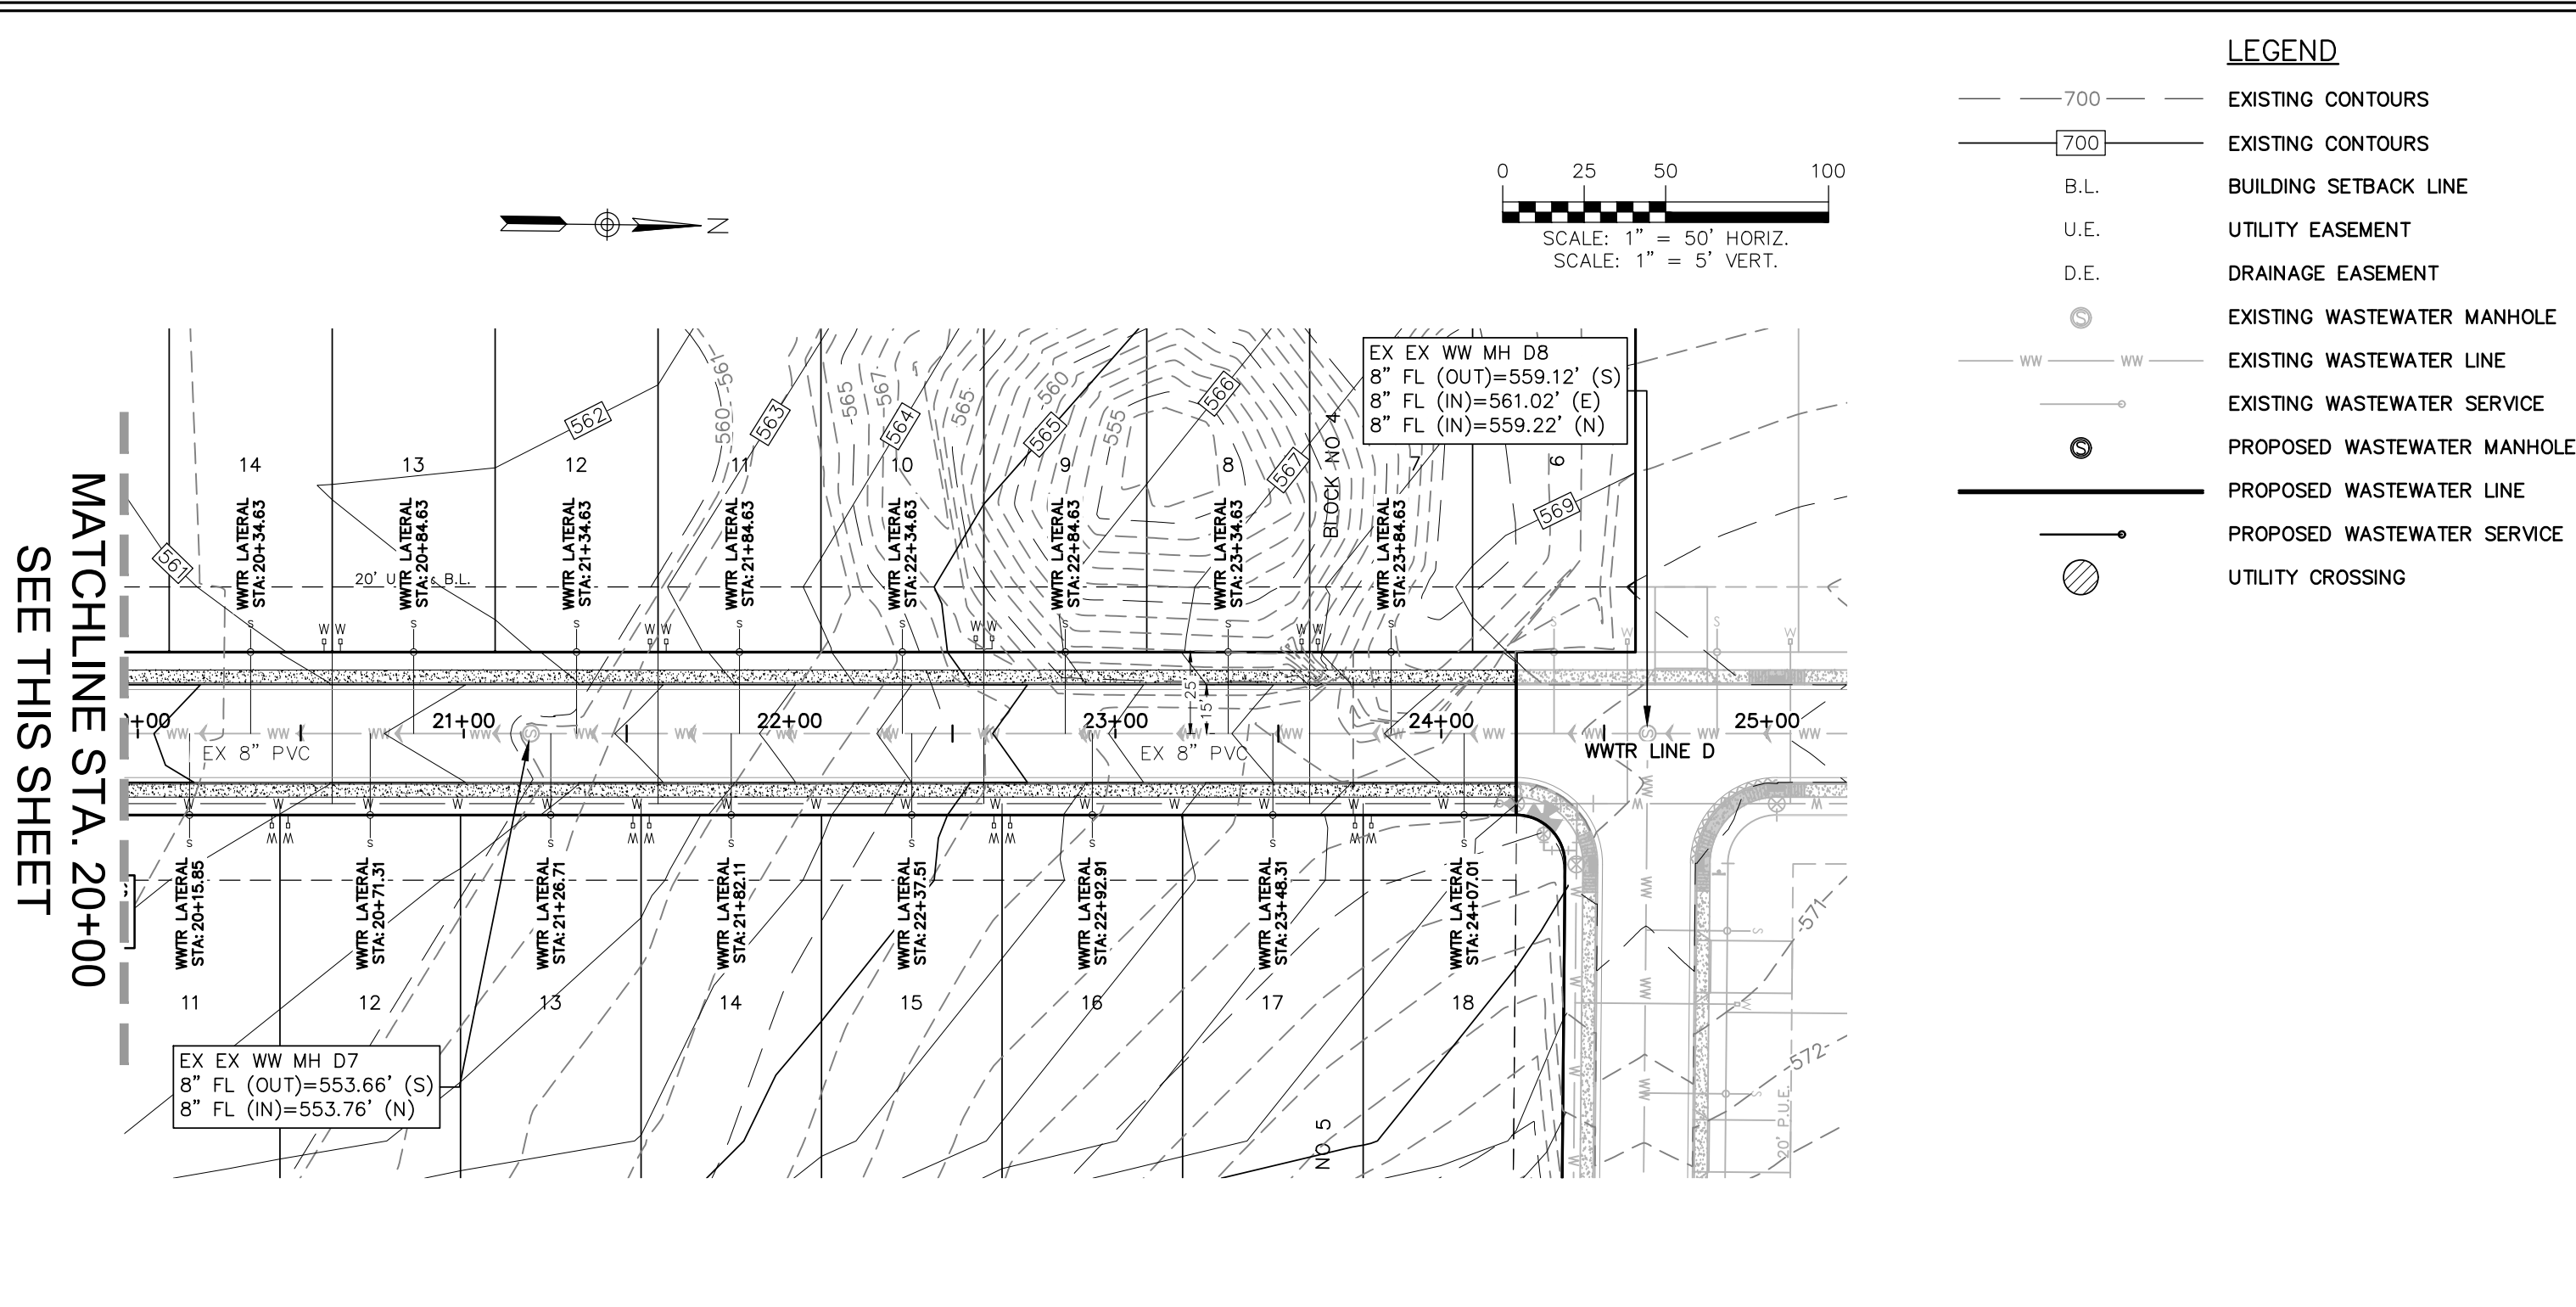 LEGEND
700 EXISTING CONTOURS
700 EXISTING CONTOURS
B.L. BUILDING SETBACK LINE
U.E. UTILITY EASEMENT
D.E. DRAINAGE EASEMENT
S EXISTING WASTEWATER MANHOLE
WW WW EXISTING WASTEWATER LINE
EXISTING WASTEWATER SERVICE
S PROPOSED WASTEWATER MANHOLE
PROPOSED WASTEWATER LINE
PROPOSED WASTEWATER SERVICE
UTILITY CROSSING
0 25 50 100
SCALE: 1" = 50' HORIZ.
SCALE: 1" = 5' VERT.
N
EX EX WW MH D8
8" FL (OUT)=559.12' (S)
8" FL (IN)=561.02' (E)
8" FL (IN)=559.22' (N)
MATCHLINE STA. 20+00
SEE THIS SHEET
561
562
560
561
563
565
567
564
565
565
560
555
566
567
569
BLOCK NO 4
14 13 12 11 10 9 8 7 6
WWTR LATERAL
STA:20+34.63
WWTR LATERAL
STA:20+84.63
WWTR LATERAL
STA:21+34.63
WWTR LATERAL
STA:21+84.63
WWTR LATERAL
STA:22+34.63
WWTR LATERAL
STA:22+84.63
WWTR LATERAL
STA:23+34.63
WWTR LATERAL
STA:23+84.63
20' U B.L.
25'
15'
+00 21+00 22+00 23+00 24+00 25+00
EX 8" PVC
EX 8" PVC
WWTR LINE D
WWTR LATERAL
STA:20+15.85
WWTR LATERAL
STA:20+71.31
WWTR LATERAL
STA:21+26.71
WWTR LATERAL
STA:21+82.11
WWTR LATERAL
STA:22+37.51
WWTR LATERAL
STA:22+92.91
WWTR LATERAL
STA:23+48.31
WWTR LATERAL
STA:24+07.01
11 12 13 14 15 16 17 18
EX EX WW MH D7
8" FL (OUT)=553.66' (S)
8" FL (IN)=553.76' (N)
NO 5
571
572
20' P.U.E.